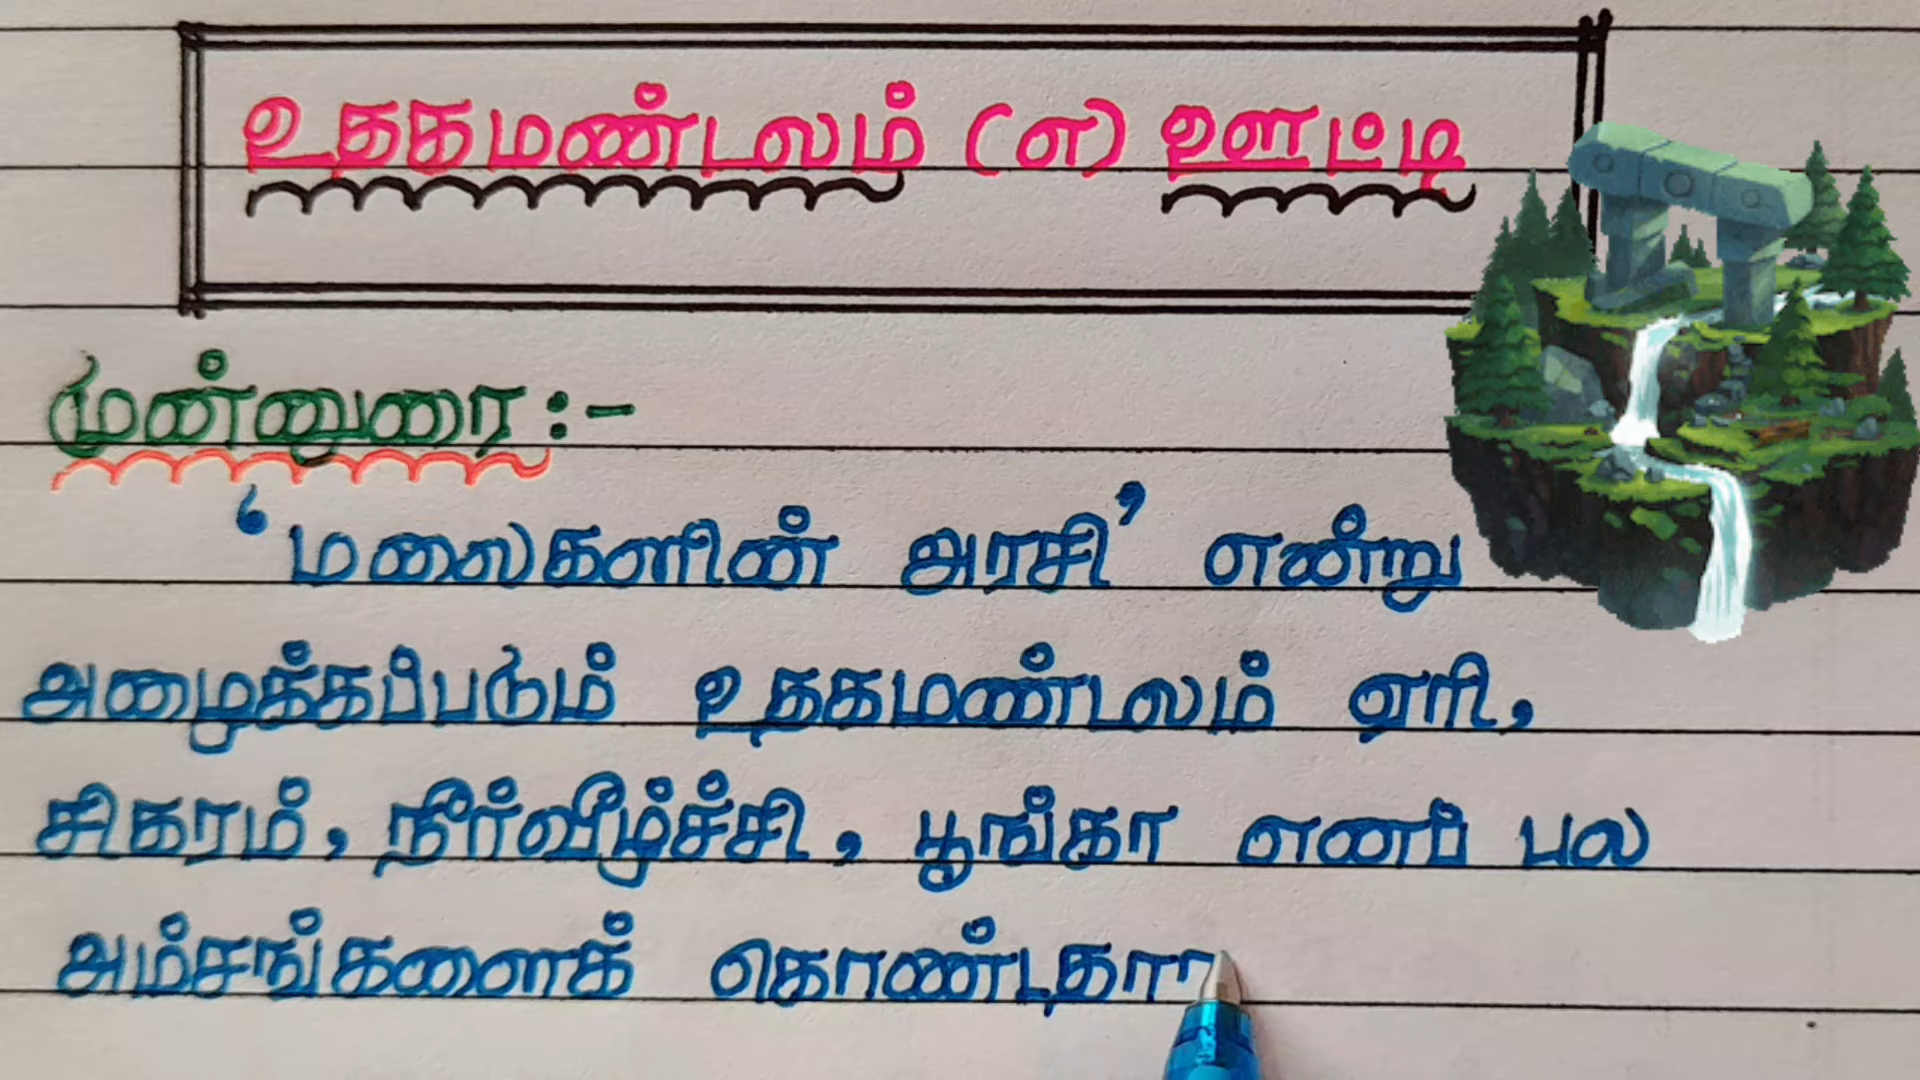 உதகமண்டலம் (எ) ஊட்டி
முன்னுரை :-
‘மலைகளின் அரசி’ என்று
அழைக்கப்படும் உதகமண்டலம் ஏரி,
சிகரம், நீர்வீழ்ச்சி, பூங்கா எனப் பல
அம்சங்களைக் கொண்டதார